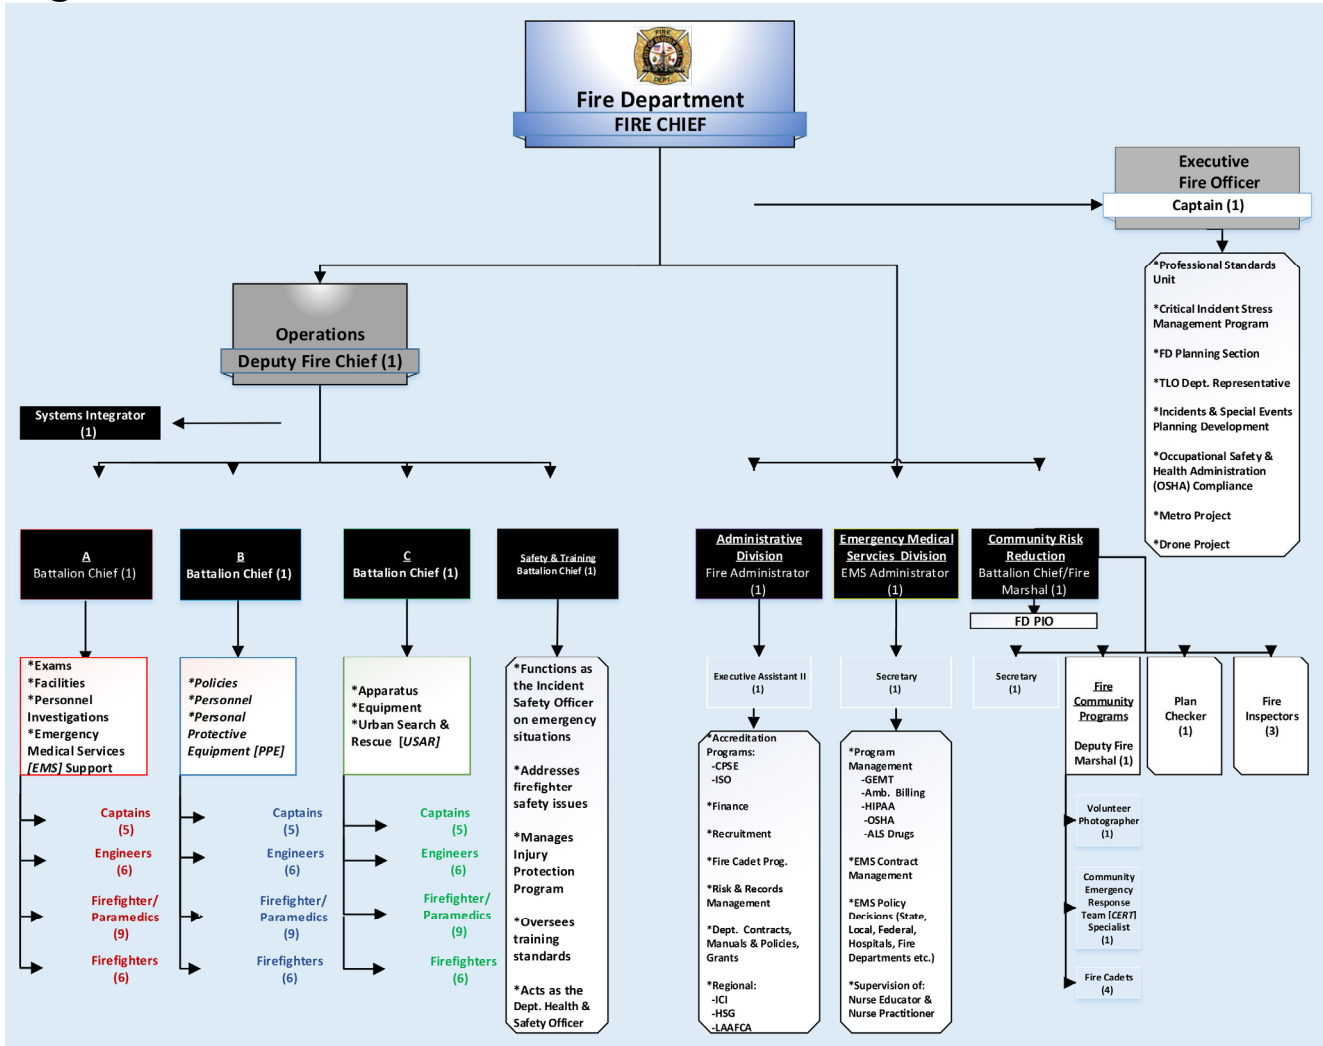 FIRE
DEPT.
Fire Department
FIRE CHIEF
Executive
Fire Officer
Captain (1)
*Professional Standards
Unit
*Critical Incident Stress
Management Program
*FD Planning Section
*TLO Dept. Representative
*Incidents & Special Events
Planning Development
*Occupational Safety &
Health Administration
(OSHA) Compliance
*Metro Project
*Drone Project
Operations
Deputy Fire Chief (1)
Systems Integrator
(1)
A
Battalion Chief (1)
B
Battalion Chief (1)
C
Battalion Chief (1)
Safety & Training
Battalion Chief (1)
Administrative
Division
Fire Administrator
(1)
Emergency Medical
Servcies Division
EMS Administrator
(1)
Community Risk
Reduction
Battalion Chief/Fire
Marshal (1)
FD PIO
*Exams
*Facilities
*Personnel
Investigations
*Emergency
Medical Services
[EMS] Support
*Policies
*Personnel
*Personal
Protective
Equipment [PPE]
*Apparatus
*Equipment
*Urban Search &
Rescue [USAR]
*Functions as
the Incident
Safety Officer
on emergency
situations
*Addresses
firefighter
safety issues
*Manages
Injury
Protection
Program
*Oversees
training
standards
*Acts as the
Dept. Health &
Safety Officer
Executive Assistant II
(1)
Secretary
(1)
Secretary
(1)
Fire
Community
Programs
Deputy Fire
Marshal (1)
Plan
Checker
(1)
Fire
Inspectors
(3)
*Accreditation
Programs:
-CPSE
-ISO
*Finance
*Recruitment
*Fire Cadet Prog.
*Risk & Records
Management
*Dept. Contracts,
Manuals & Policies,
Grants
*Regional:
-ICI
-HSG
-LAAFCA
*Program
Management
-GEMT
-Amb. Billing
-HIPAA
-OSHA
-ALS Drugs
*EMS Contract
Management
*EMS Policy
Decisions (State,
Local, Federal,
Hospitals, Fire
Departments etc.)
*Supervision of:
Nurse Educator &
Nurse Practitioner
Captains
(5)
Engineers
(6)
Firefighter/
Paramedics
(9)
Firefighters
(6)
Captains
(5)
Engineers
(6)
Firefighter/
Paramedics
(9)
Firefighters
(6)
Captains
(5)
Engineers
(6)
Firefighter/
Paramedics
(9)
Firefighters
(6)
Volunteer
Photographer
(1)
Community
Emergency
Response
Team [CERT]
Specialist
(1)
Fire Cadets
(4)